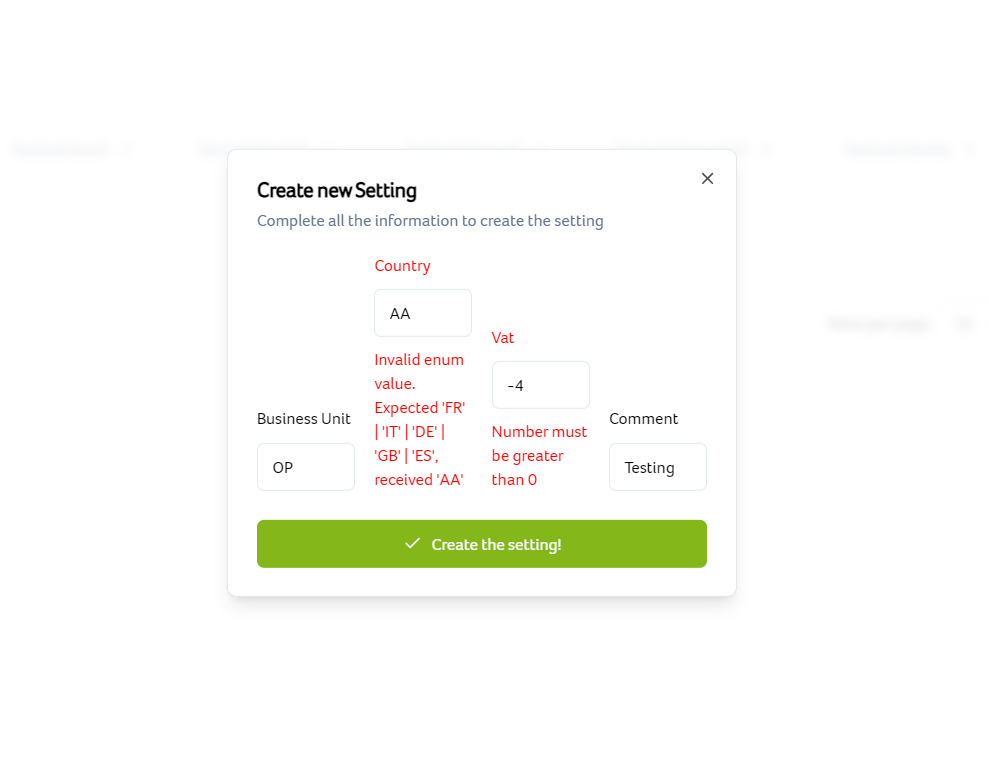 Create new Setting
Complete all the information to create the setting
Country
AA
Invalid enum
value.
Expected 'FR'
| 'IT' | 'DE' |
'GB' | 'ES',
received 'AA'
Vat
-4
Number must
be greater
than 0
Business Unit
OP
Comment
Testing
Create the setting!